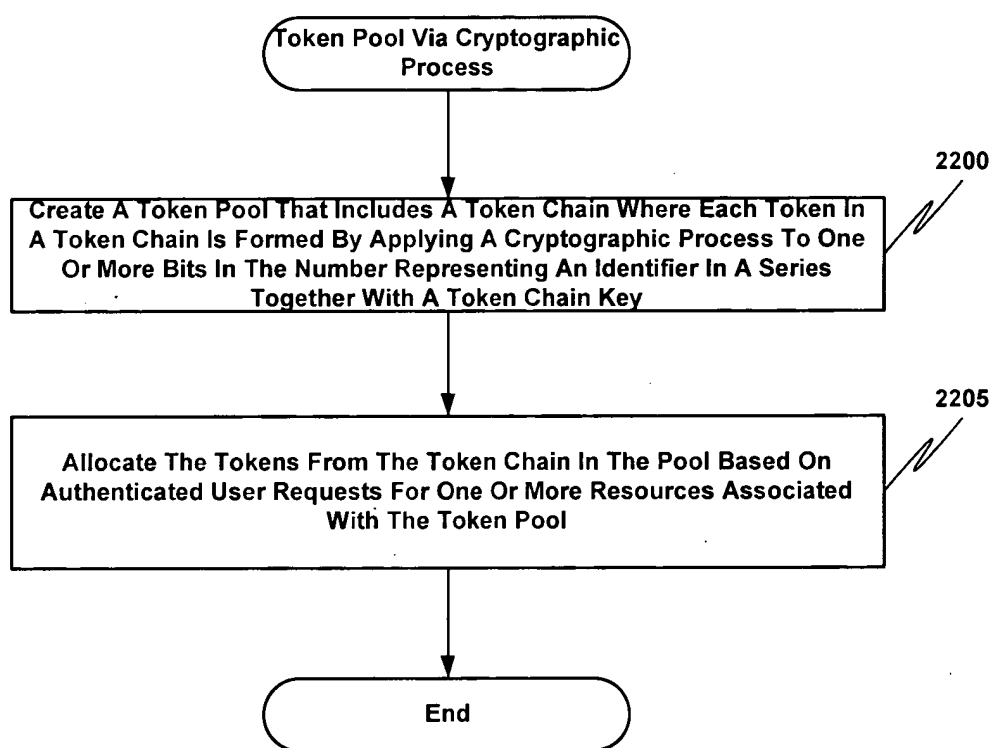 Token Pool Via Cryptographic
Process
2200
Create A Token Pool That Includes A Token Chain Where Each Token In
A Token Chain Is Formed By Applying A Cryptographic Process To One
Or More Bits In The Number Representing An Identifier In A Series
Together With A Token Chain Key
2205
Allocate The Tokens From The Token Chain In The Pool Based On
Authenticated User Requests For One Or More Resources Associated
With The Token Pool
End